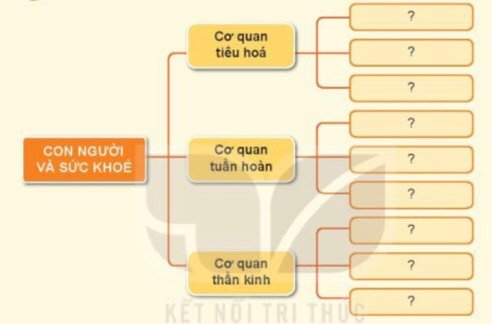 ?
Cơ quan
tiêu hoá
?
?
?
CON NGƯỜI
VÀ SỨC KHOẺ
Cơ quan
tuần hoàn
?
?
?
Cơ quan
thần kinh
?
?
KẾT NỐI TRI THỨC